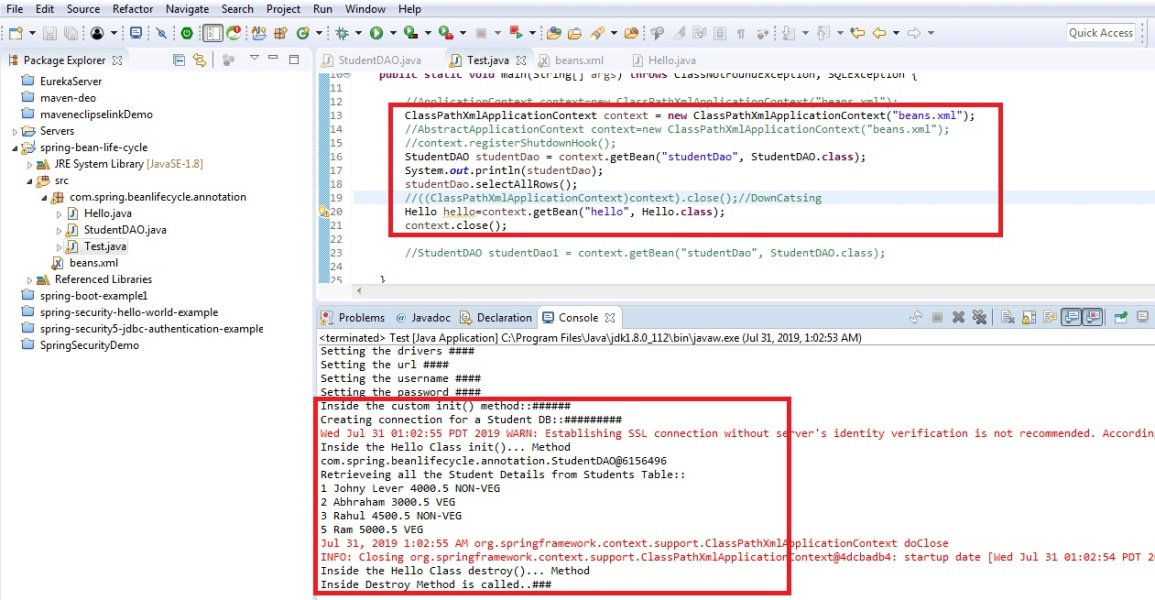 File Edit Source Refactor Navigate Search Project Run Window Help
Quick Access
Package Explorer
EurekaServer
maven-deo
maveneclipselinkDemo
Servers
spring-bean-life-cycle
JRE System Library [JavaSE-1.8]
src
com.spring.beanlifecycle.annotation
Hello.java
StudentDAO.java
Test.java
beans.xml
Referenced Libraries
spring-boot-example1
spring-security-hello-world-example
spring-security5-jdbc-authentication-example
SpringSecurityDemo
StudentDAO.java Test.java beans.xml Hello.java
10 public static void main(String[] args) throws ClassNotFoundException, SQLException {
11
12 //ApplicationContext context=new ClassPathXmlApplicationContext("beans.xml");
13 ClassPathXmlApplicationContext context = new ClassPathXmlApplicationContext("beans.xml");
14 //AbstractApplicationContext context=new ClassPathXmlApplicationContext("beans.xml");
15 //context.registerShutdownHook();
16 StudentDAO studentDao = context.getBean("studentDao", StudentDAO.class);
17 System.out.println(studentDao);
18 studentDao.selectAllRows();
19 //((ClassPathXmlApplicationContext)context).close();//DownCatsing
20 Hello hello=context.getBean("hello", Hello.class);
21 context.close();
22
23 //StudentDAO studentDao1 = context.getBean("studentDao", StudentDAO.class);
24
25 }
Problems @ Javadoc Declaration Console
<terminated> Test [Java Application] C:\Program Files\Java\jdk1.8.0_112\bin\javaw.exe (Jul 31, 2019, 1:02:53 AM)
Setting the drivers ####
Setting the url ####
Setting the username ####
Setting the password ####
Inside the custom init() method::######
Creating connection for a Student DB::#########
Wed Jul 31 01:02:55 PDT 2019 WARN: Establishing SSL connection without server's identity verification is not recommended. Accordin
Inside the Hello Class init()... Method
com.spring.beanlifecycle.annotation.StudentDAO@6156496
Retrieveing all the Student Details from Students Table::
1 Johny Lever 4000.5 NON-VEG
2 Abhraham 3000.5 VEG
3 Rahul 4500.5 NON-VEG
5 Ram 5000.5 VEG
Jul 31, 2019 1:02:55 AM org.springframework.context.support.ClassPathXmlApplicationContext doClose
INFO: Closing org.springframework.context.support.ClassPathXmlApplicationContext@4dcbadb4: startup date [Wed Jul 31 01:02:54 PDT 2
Inside the Hello Class destroy()... Method
Inside Destroy Method is called..###